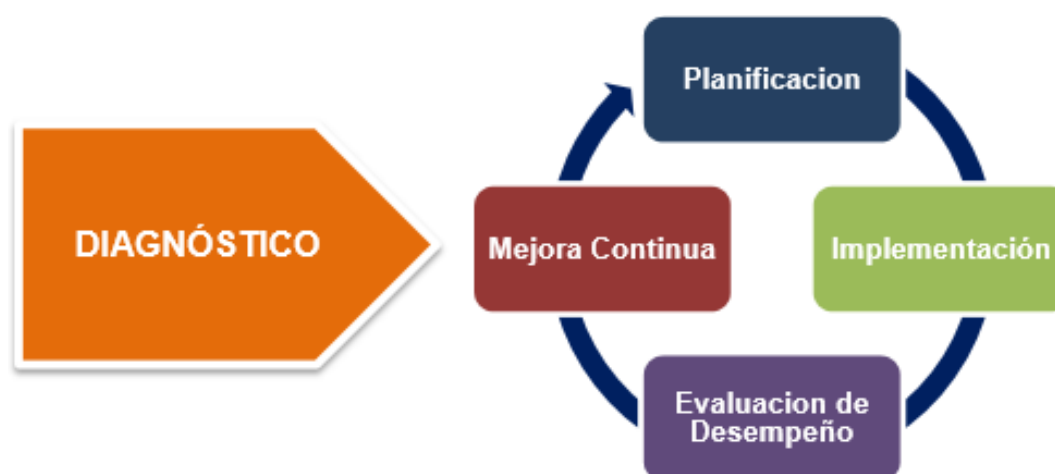 DIAGNÓSTICO
Planificacion
Implementación
Evaluacion de
Desempeño
Mejora Continua